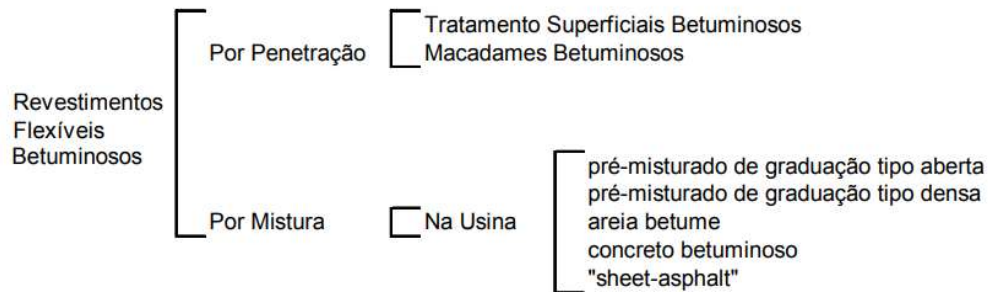 Revestimentos
Flexíveis
Betuminosos
Por Penetração
Tratamento Superficiais Betuminosos
Macadames Betuminosos
Por Mistura
Na Usina
pré-misturado de graduação tipo aberta
pré-misturado de graduação tipo densa
areia betume
concreto betuminoso
"sheet-asphalt"